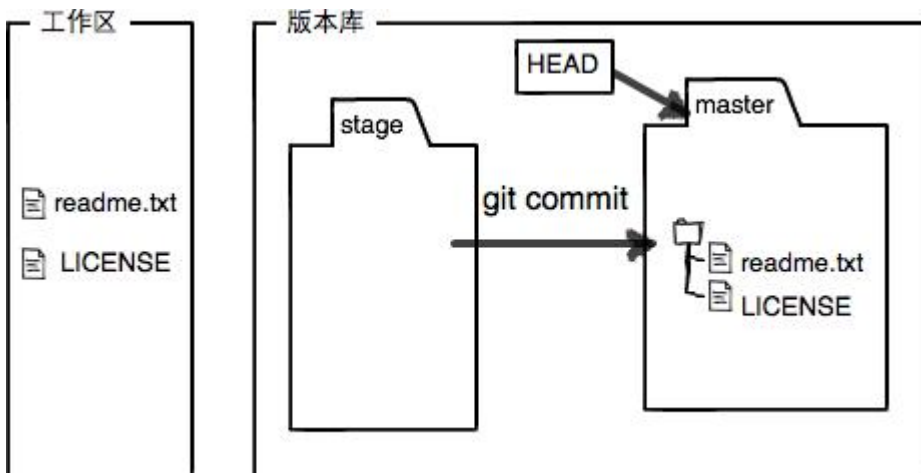 工作区
版本库
HEAD
stage
master
git commit
readme.txt
LICENSE
readme.txt
LICENSE